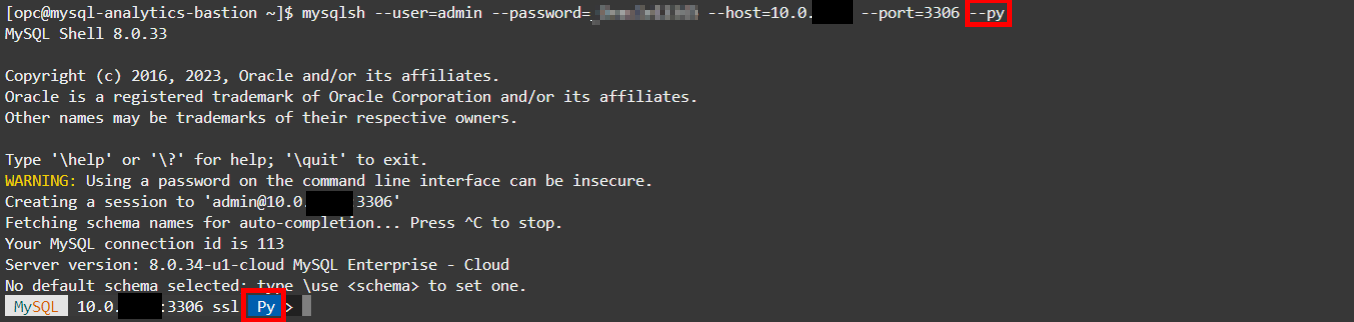 [opc@mysql-analytics-bastion ~]$ mysqlsh --user=admin --password= --host=10.0. --port=3306 --py
MySQL Shell 8.0.33
Copyright (c) 2016, 2023, Oracle and/or its affiliates.
Oracle is a registered trademark of Oracle Corporation and/or its affiliates.
Other names may be trademarks of their respective owners.
Type '\help' or '\?' for help; '\quit' to exit.
WARNING: Using a password on the command line interface can be insecure.
Creating a session to 'admin@10.0. 3306'
Fetching schema names for auto-completion... Press ^C to stop.
Your MySQL connection id is 113
Server version: 8.0.34-u1-cloud MySQL Enterprise - Cloud
No default schema selected; type \use <schema> to set one.
MySQL 10.0. :3306 ssl Py >